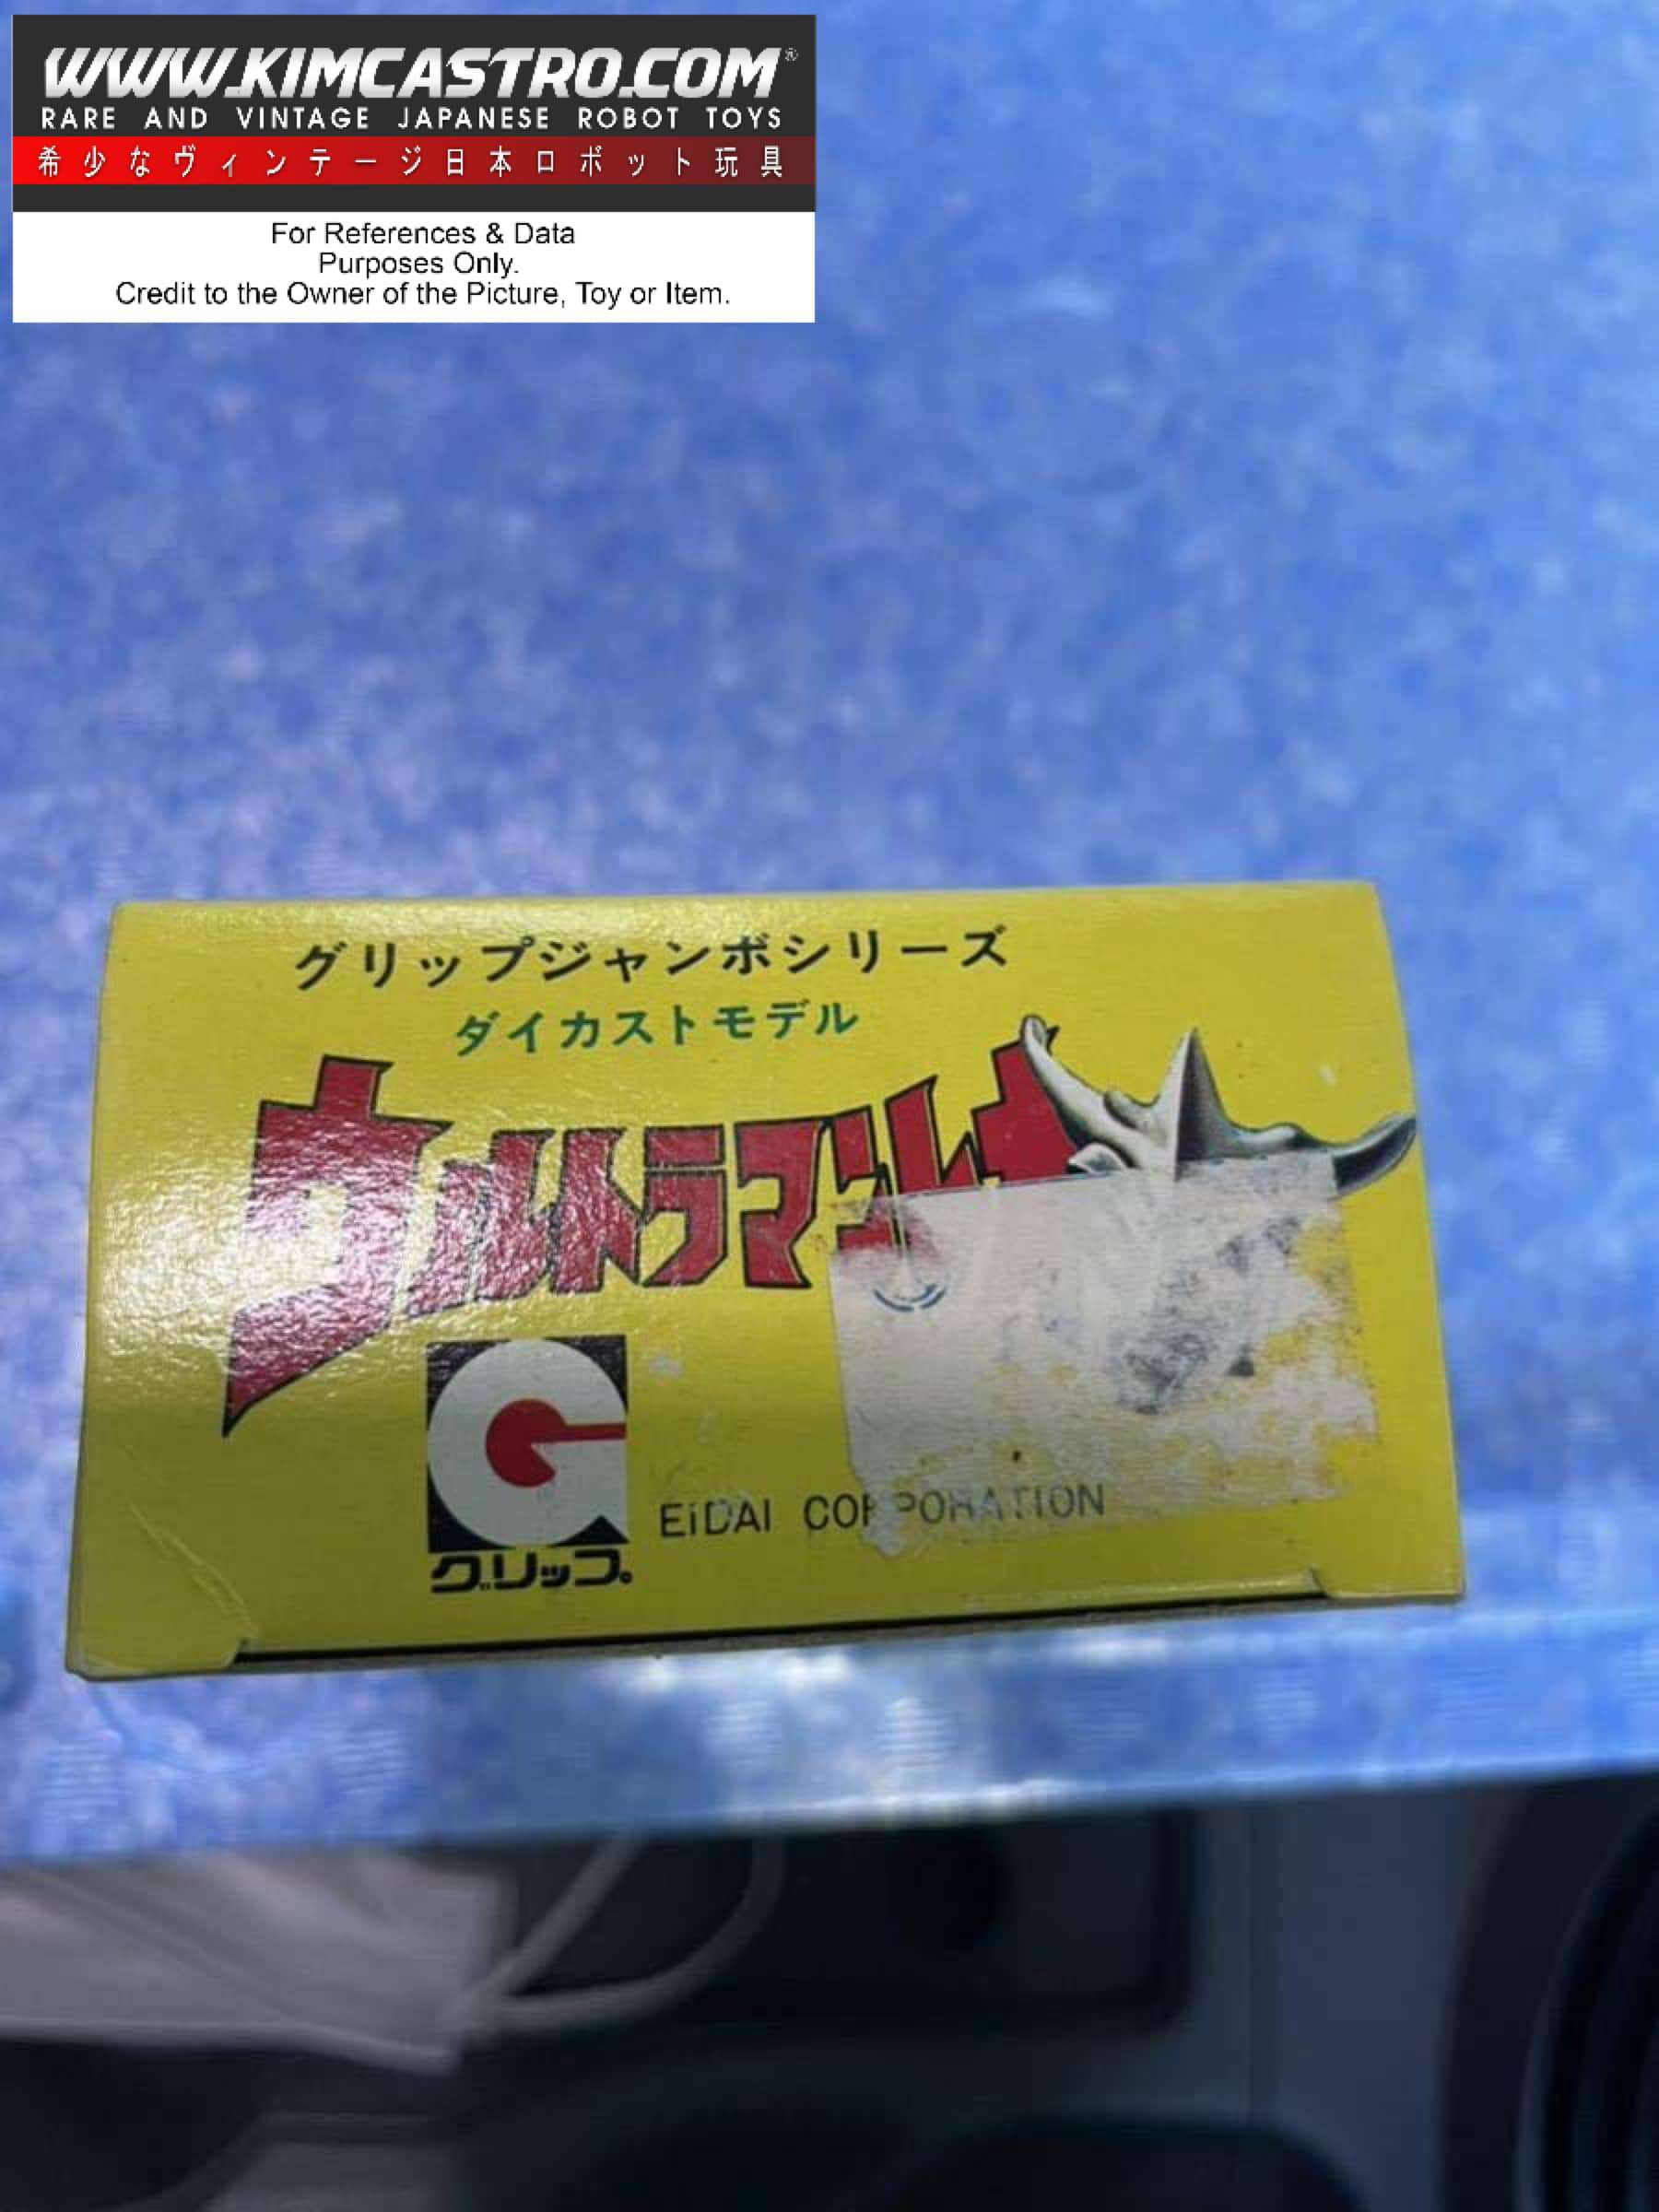 WWW.KIMCASTRO.COM®
RARE AND VINTAGE JAPANESE ROBOT TOYS
希少なヴィンテージ日本ロボット玩具
For References & Data
Purposes Only.
Credit to the Owner of the Picture, Toy or Item.
グリップジャンボシリーズ
ダイカストモデル
ウルトラマンレオ
EiDAI CORPORATION
グリップ